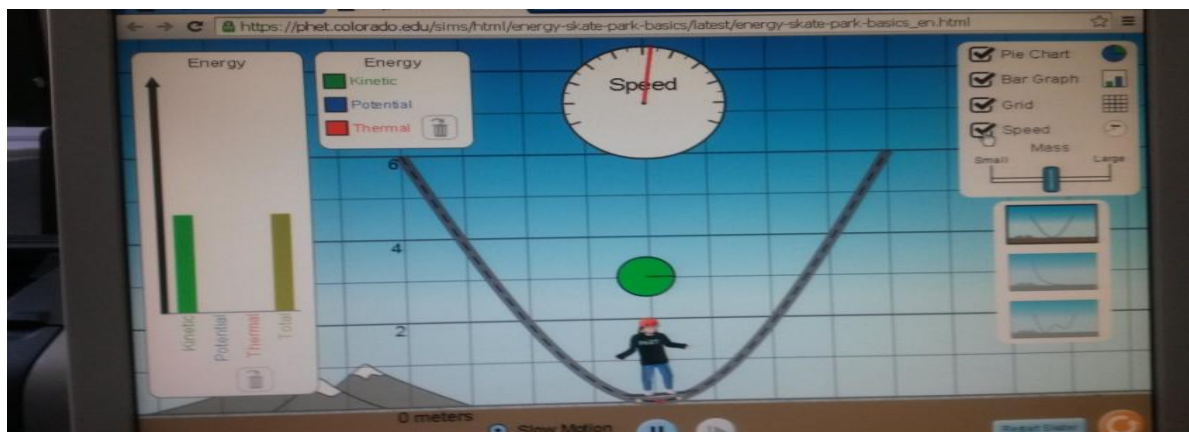 https://phet.colorado.edu/sims/html/energy-skate-park-basics/latest/energy-skate-park-basics_en.html
Energy
Kinetic
Potential
Thermal
Total
Energy
Kinetic
Potential
Thermal
Speed
Pie Chart
Bar Graph
Grid
Speed
Mass
Small
Large
6
4
2
0 meters
Slow Motion
Restart Skater